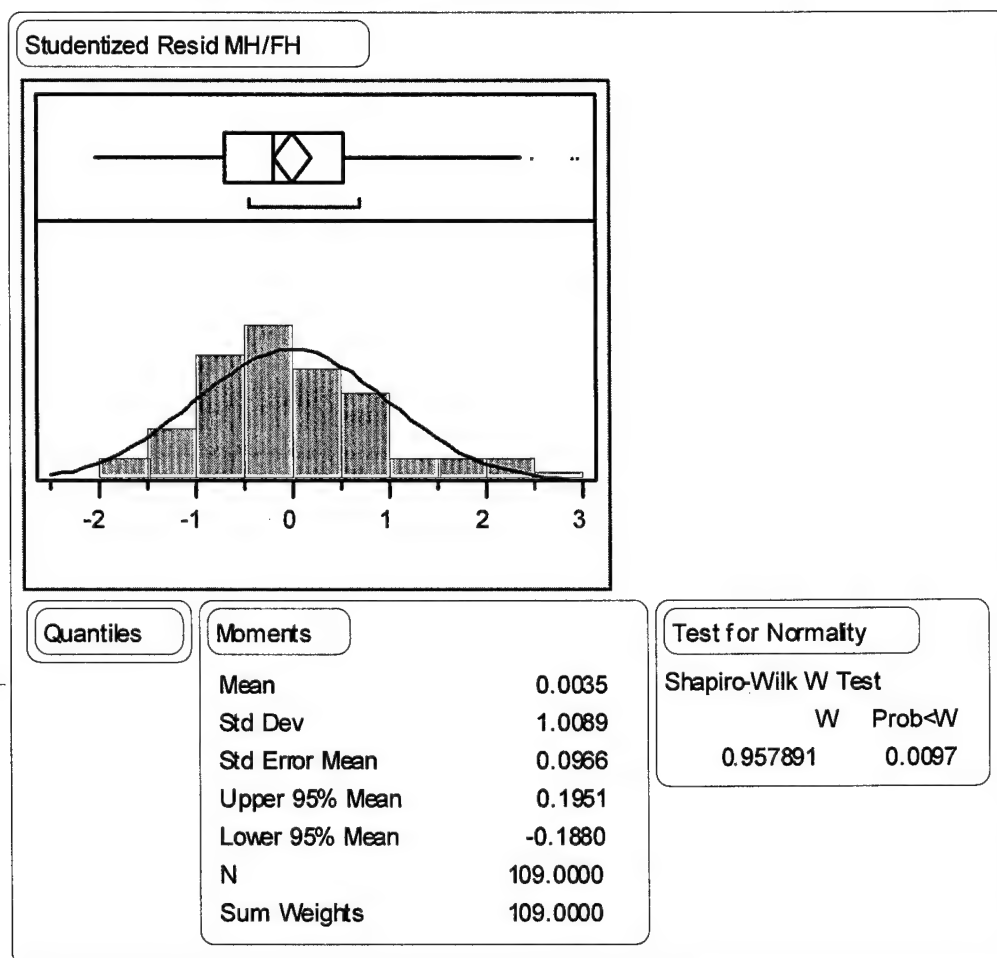 Studentized Resid MH/FH
-2 -1 0 1 2 3
Quantiles
Moments
Mean 0.0035
Std Dev 1.0089
Std Error Mean 0.0966
Upper 95% Mean 0.1951
Lower 95% Mean -0.1880
N 109.0000
Sum Weights 109.0000
Test for Normality
Shapiro-Wilk W Test
W Prob<W
0.957891 0.0097